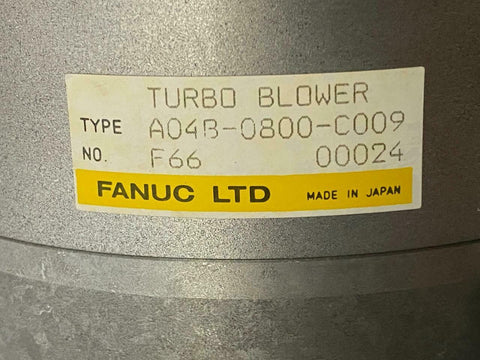 TURBO BLOWER
TYPE A04B-0800-C009
NO. F66 00024
FANUC LTD MADE IN JAPAN